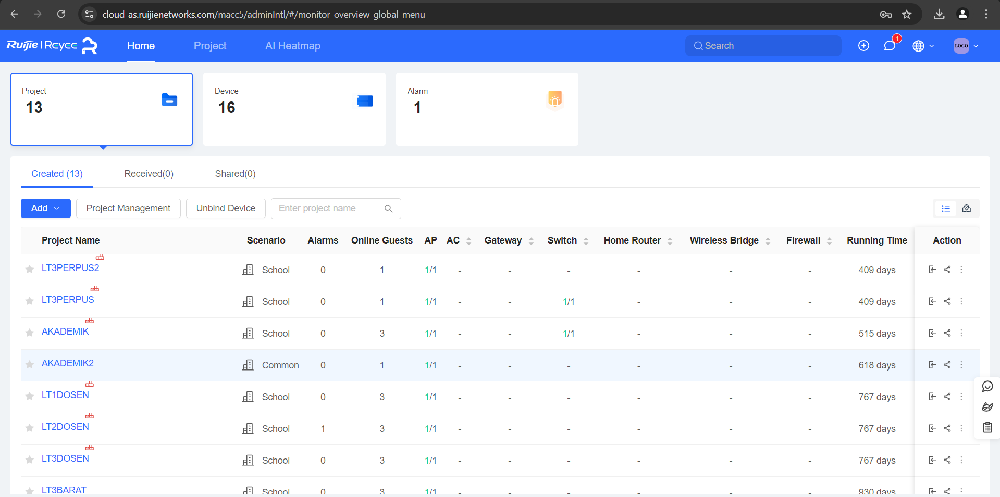 cloud-as.ruijienetworks.com/macc5/adminIntl/#/monitor_overview_global_menu
Ruijie | Reyee Home Project AI Heatmap Search 1 LOGO
Project Device Alarm
13 16 1
Created (13) Received(0) Shared(0)
Add Project Management Unbind Device Enter project name
Project Name Scenario Alarms Online Guests AP AC Gateway Switch Home Router Wireless Bridge Firewall Running Time Action
LT3PERPUS2 School 0 1 1/1 - - - - - - 409 days
LT3PERPUS School 0 1 1/1 - - 1/1 - - - 409 days
AKADEMIK School 0 3 1/1 - - 1/1 - - - 515 days
AKADEMIK2 Common 0 1 1/1 - - - - - - 618 days
LT1DOSEN School 0 3 1/1 - - - - - - 767 days
LT2DOSEN School 1 3 1/1 - - - - - - 767 days
LT3DOSEN School 0 3 1/1 - - - - - - 767 days
LT3BARAT School 0 3 1/1 - - - - - - 930 days